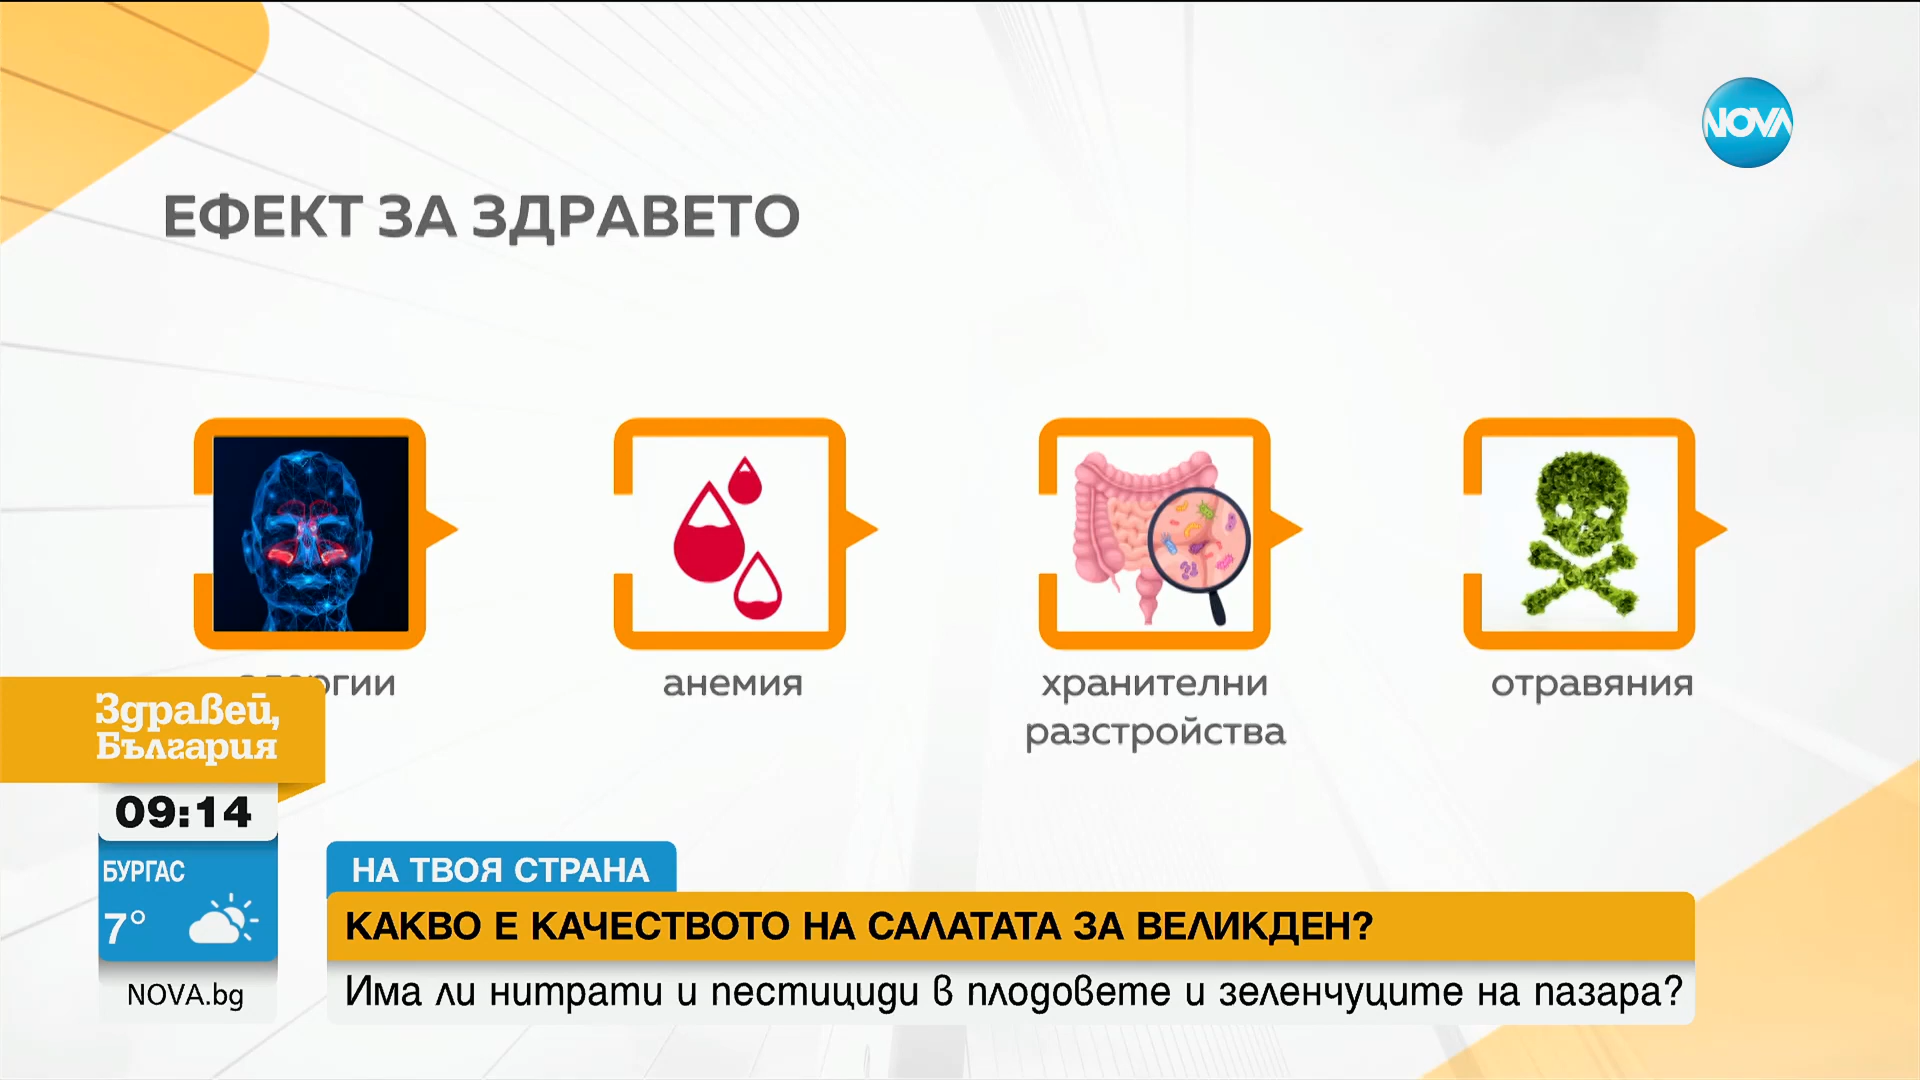 NOVA
ЕФЕКТ ЗА ЗДРАВЕТО
анемия
хранителни
разстройства
отравяния
Здравей,
България
09:14
БУРГАС
7°
NOVA.bg
НА ТВОЯ СТРАНА
КАКВО Е КАЧЕСТВОТО НА САЛАТАТА ЗА ВЕЛИКДЕН?
Има ли нитрати и пестициди в плодовете и зеленчуците на пазара?